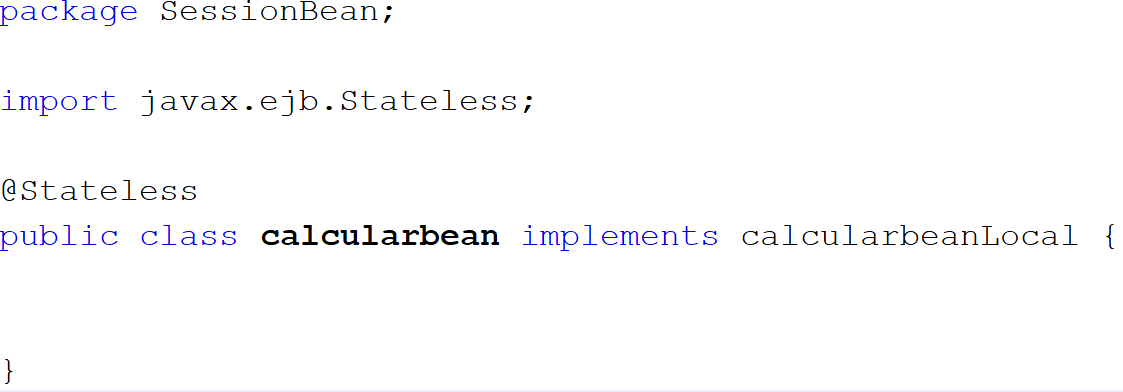 package SessionBean;
import javax.ejb.Stateless;
@Stateless
public class calcularbean implements calcularbeanLocal {
}